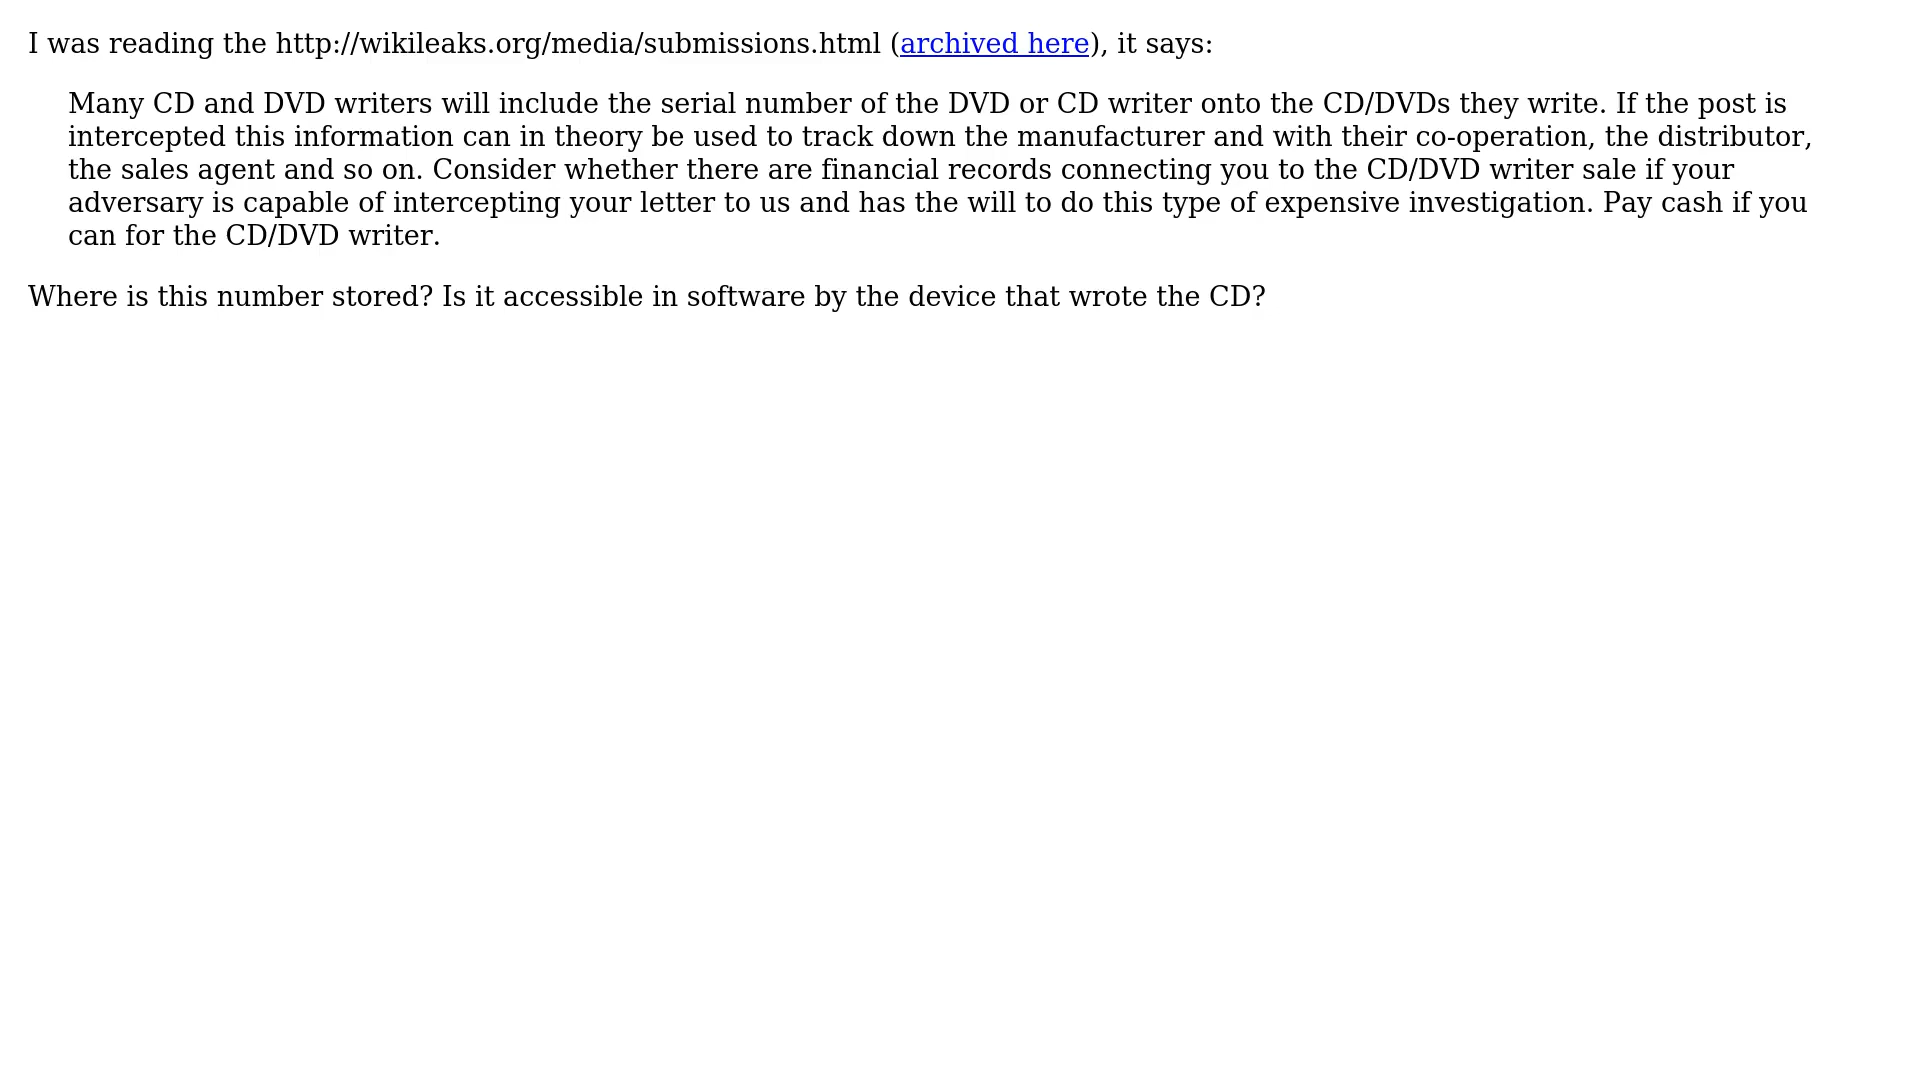 I was reading the http://wikileaks.org/media/submissions.html (archived here), it says:
Many CD and DVD writers will include the serial number of the DVD or CD writer onto the CD/DVDs they write. If the post is
intercepted this information can in theory be used to track down the manufacturer and with their co-operation, the distributor,
the sales agent and so on. Consider whether there are financial records connecting you to the CD/DVD writer sale if your
adversary is capable of intercepting your letter to us and has the will to do this type of expensive investigation. Pay cash if you
can for the CD/DVD writer.
Where is this number stored? Is it accessible in software by the device that wrote the CD?